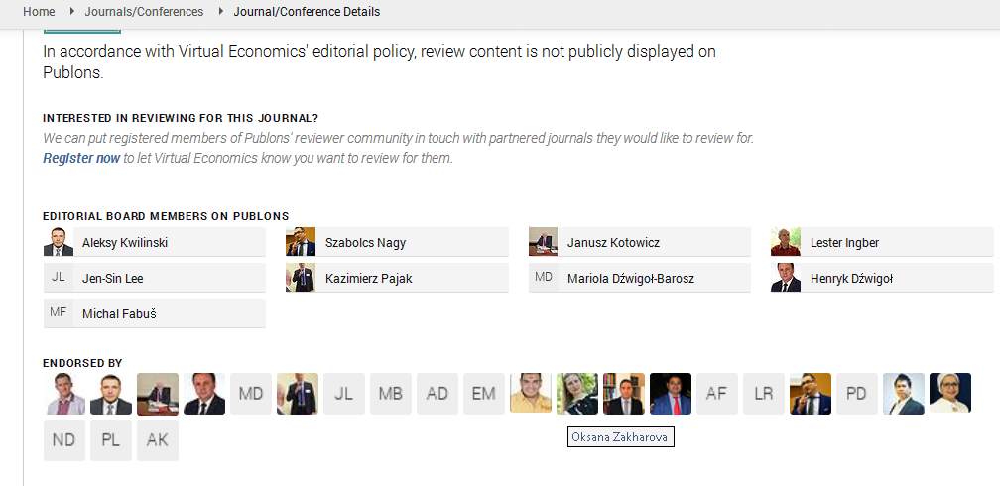 Home Journals/Conferences Journal/Conference Details
In accordance with Virtual Economics' editorial policy, review content is not publicly displayed on
Publons.
INTERESTED IN REVIEWING FOR THIS JOURNAL?
We can put registered members of Publons' reviewer community in touch with partnered journals they would like to review for.
Register now to let Virtual Economics know you want to review for them.
EDITORIAL BOARD MEMBERS ON PUBLONS
Aleksy Kwilinski Szabolcs Nagy Janusz Kotowicz Lester Ingber
JL Jen-Sin Lee Kazimierz Pajak MD Mariola Dźwigoł-Barosz Henryk Dźwigoł
MF Michal Fabuš
ENDORSED BY
MD JL MB AD EM AF LR PD
ND PL AK
Oksana Zakharova